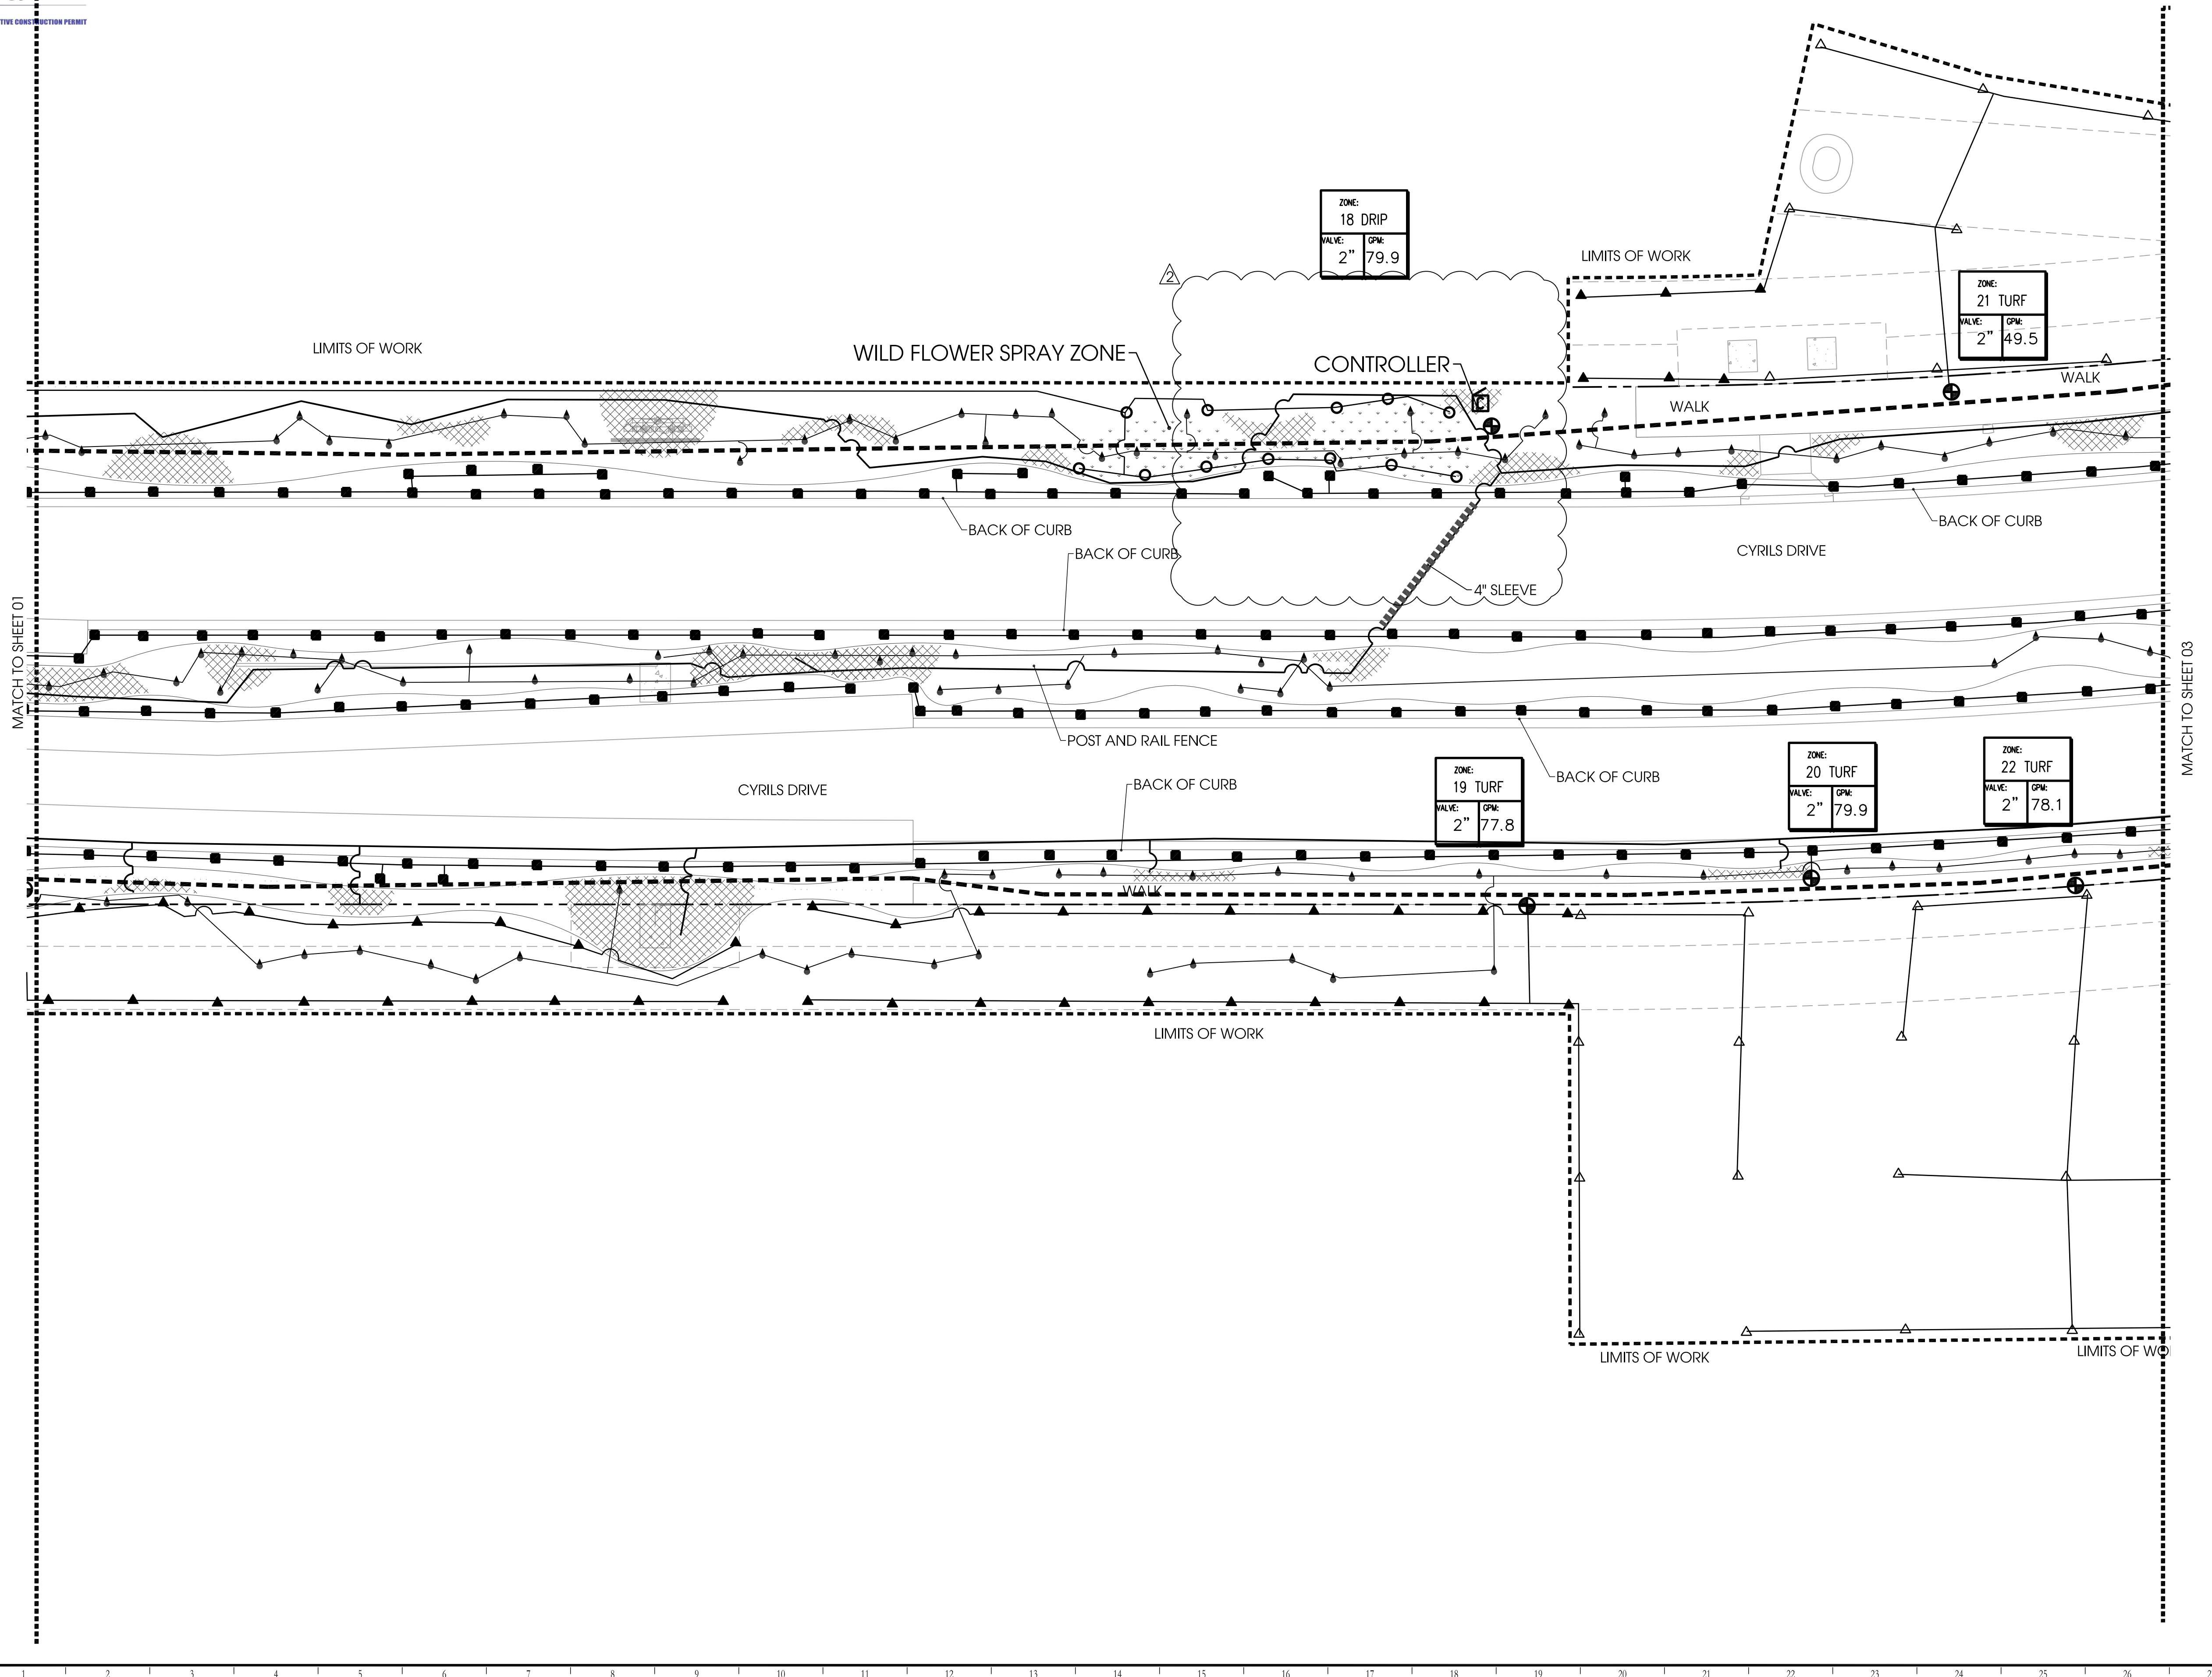 TIVE CONSTRUCTION PERMIT
2
ZONE:
18 DRIP
VALVE: GPM:
2" 79.9
LIMITS OF WORK
ZONE:
21 TURF
VALVE: GPM:
2" 49.5
LIMITS OF WORK
WILD FLOWER SPRAY ZONE
CONTROLLER
C
WALK
WALK
BACK OF CURB
BACK OF CURB
BACK OF CURB
CYRILS DRIVE
4" SLEEVE
MATCH TO SHEET 01
MATCH TO SHEET 03
POST AND RAIL FENCE
BACK OF CURB
CYRILS DRIVE
BACK OF CURB
ZONE:
19 TURF
VALVE: GPM:
2" 77.8
ZONE:
20 TURF
VALVE: GPM:
2" 79.9
ZONE:
22 TURF
VALVE: GPM:
2" 78.1
WALK
LIMITS OF WORK
LIMITS OF WORK
LIMITS OF WO
1 2 3 4 5 6 7 8 9 10 11 12 13 14 15 16 17 18 19 20 21 22 23 24 25 26